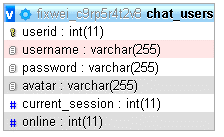 v fixwei_c9rp5r4t2v8 chat_users
userid : int(11)
username : varchar(255)
password : varchar(255)
avatar : varchar(255)
# current_session : int(11)
# online : int(11)